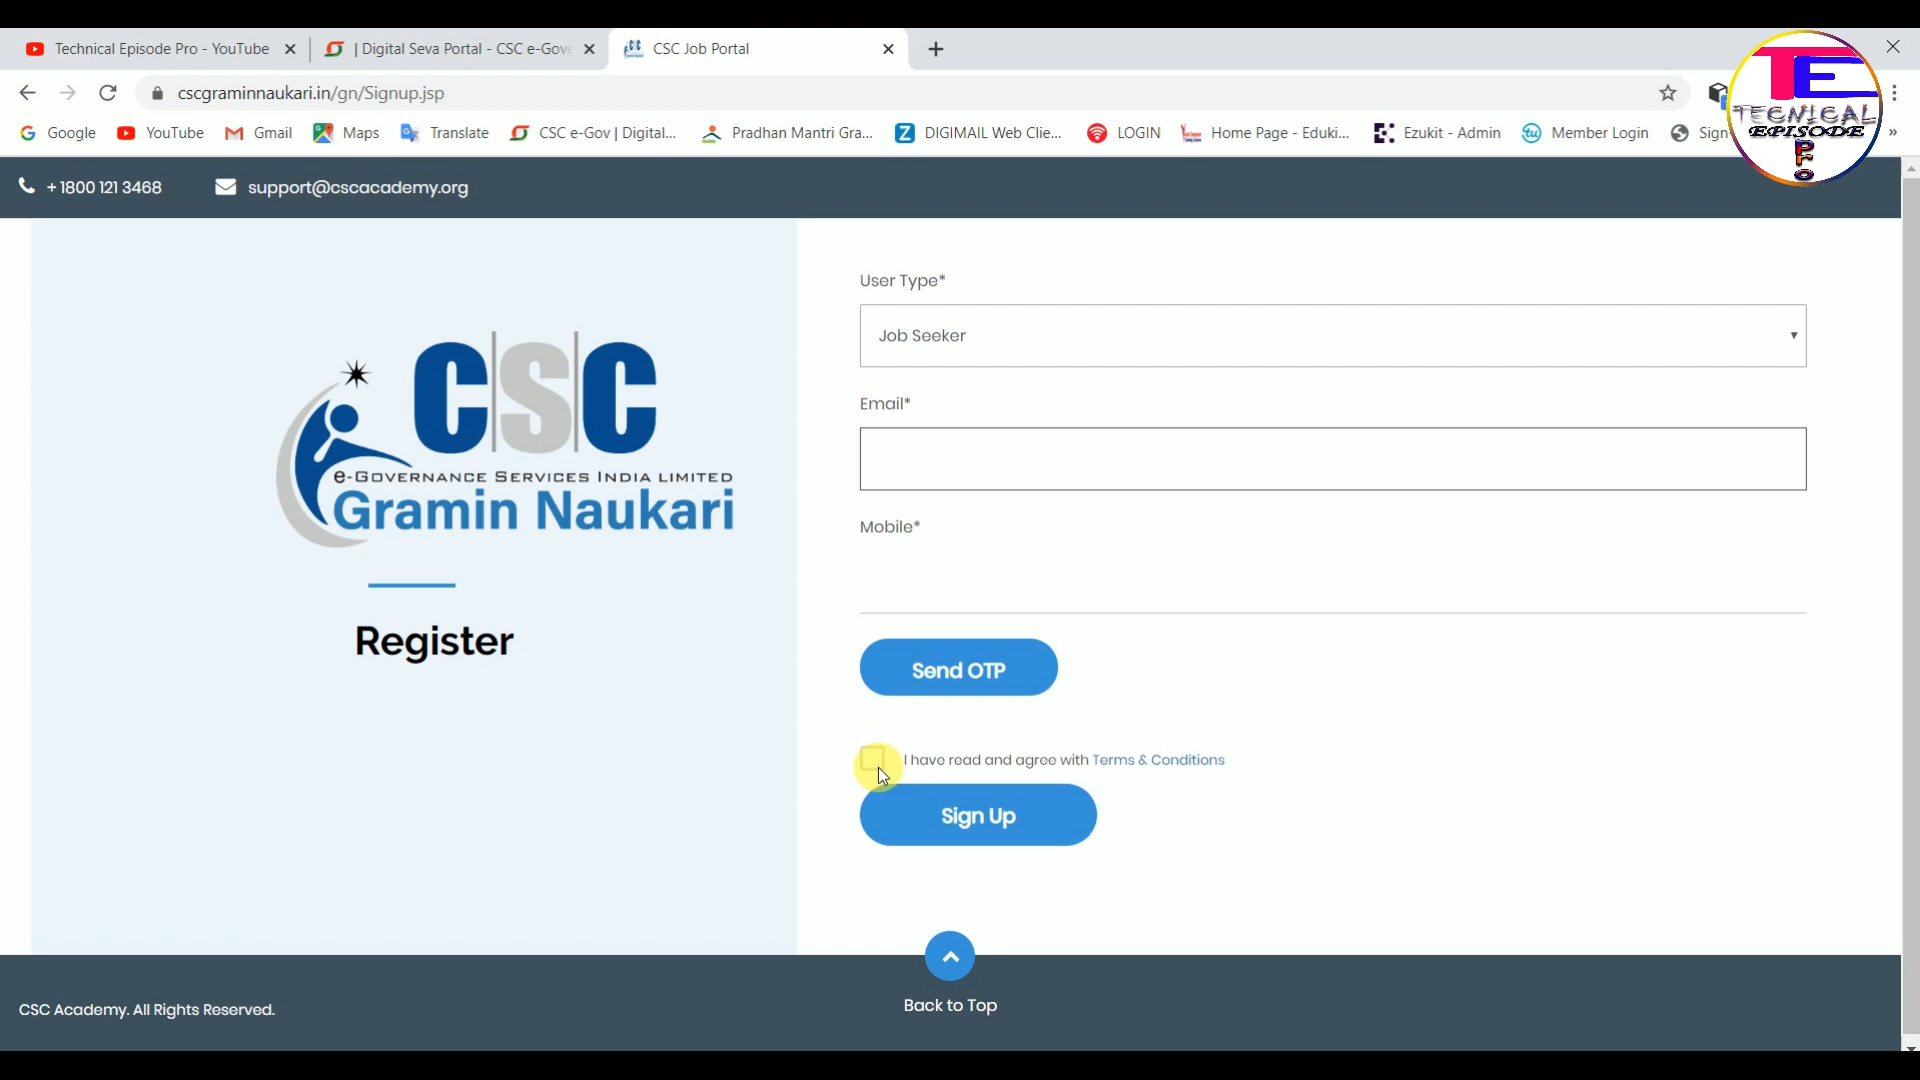 Technical Episode Pro - YouTube
| Digital Seva Portal - CSC e-Gove
CSC Job Portal
cscgraminnaukari.in/gn/Signup.jsp
Google
YouTube
Gmail
Maps
Translate
CSC e-Gov | Digital...
Pradhan Mantri Gra...
DIGIMAIL Web Clie...
LOGIN
Home Page - Eduki...
Ezukit - Admin
Member Login
Sign
TE
TECNICAL
EPISODE
Pro
+ 1800 121 3468
support@cscacademy.org
CSC
e-Governance Services India Limited
Gramin Naukari
Register
User Type*
Job Seeker
Email*
Mobile*
Send OTP
I have read and agree with Terms & Conditions
Sign Up
Back to Top
CSC Academy. All Rights Reserved.